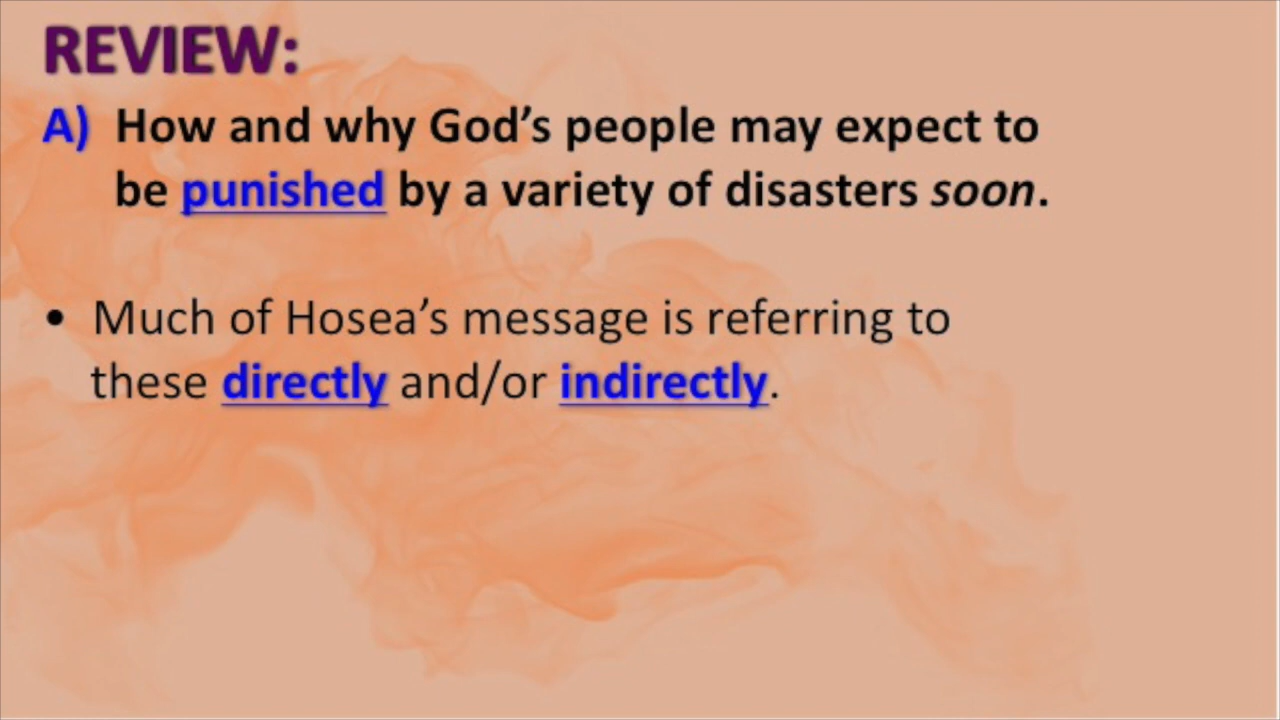 REVIEW:
A) How and why God’s people may expect to
be punished by a variety of disasters soon.
• Much of Hosea’s message is referring to
these directly and/or indirectly.